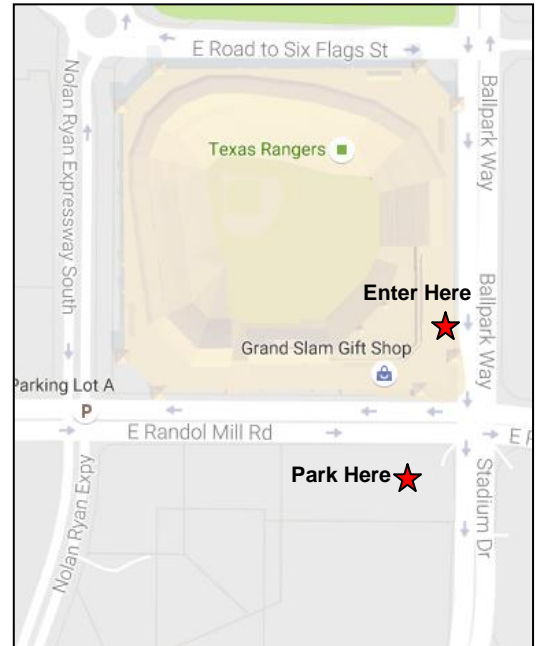 E Road to Six Flags St
Nolan Ryan Expressway South
Ballpark Way
Texas Rangers
Enter Here
Ballpark Way
Grand Slam Gift Shop
Parking Lot A
P
E Randol Mill Rd
E
Park Here
Stadium Dr
Nolan Ryan Expy